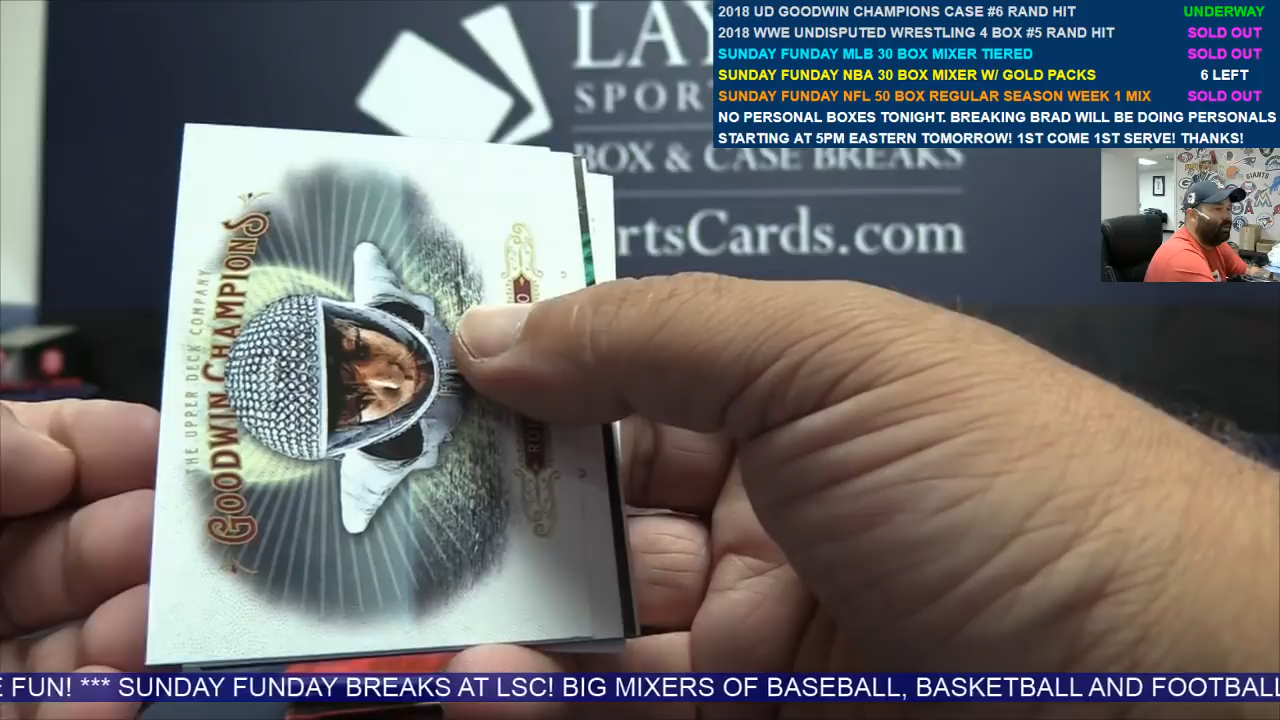 2018 UD GOODWIN CHAMPIONS CASE #6 RAND HIT UNDERWAY
2018 WWE UNDISPUTED WRESTLING 4 BOX #5 RAND HIT SOLD OUT
SUNDAY FUNDAY MLB 30 BOX MIXER TIERED SOLD OUT
SUNDAY FUNDAY NBA 30 BOX MIXER W/ GOLD PACKS 6 LEFT
SUNDAY FUNDAY NFL 50 BOX REGULAR SEASON WEEK 1 MIX SOLD OUT
NO PERSONAL BOXES TONIGHT. BREAKING BRAD WILL BE DOING PERSONALS
STARTING AT 5PM EASTERN TOMORROW! 1ST COME 1ST SERVE! THANKS!
LAY
SPORT
BOX & CASE BREAKS
rtsCards.com
THE UPPER DECK COMPANY
GOODWIN CHAMPIONS
E FUN! *** SUNDAY FUNDAY BREAKS AT LSC! BIG MIXERS OF BASEBALL, BASKETBALL AND FOOTBALL